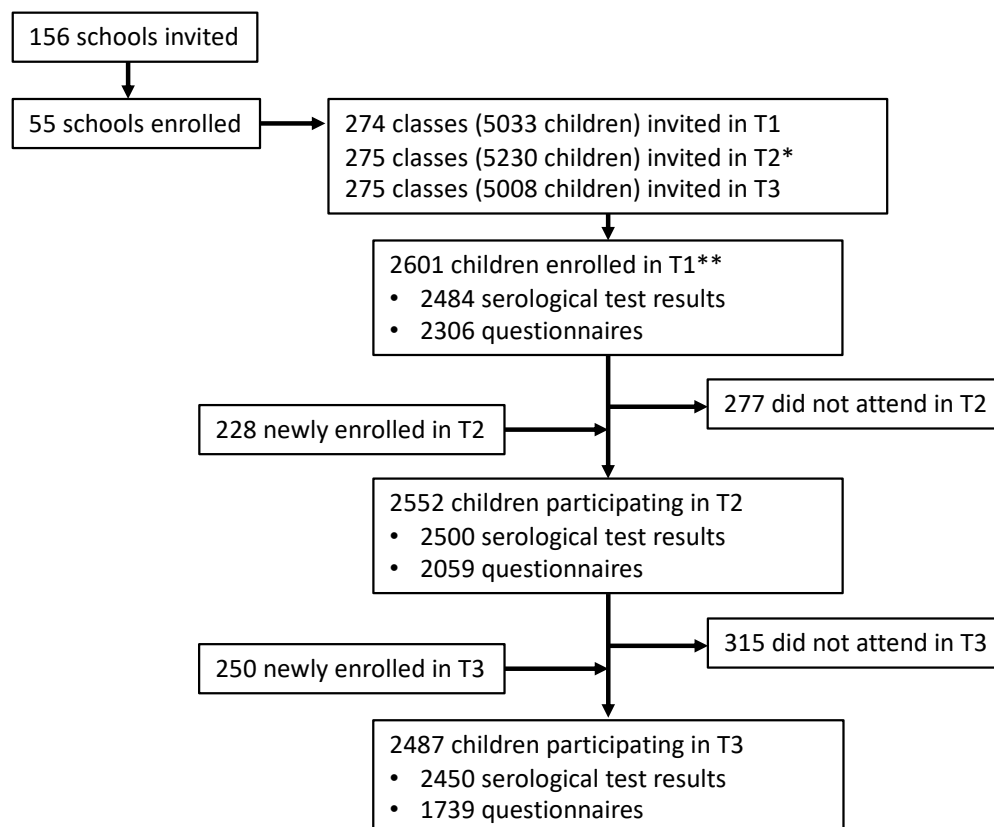 156 schools invited
55 schools enrolled
274 classes (5033 children) invited in T1
275 classes (5230 children) invited in T2*
275 classes (5008 children) invited in T3
2601 children enrolled in T1**
• 2484 serological test results
• 2306 questionnaires
277 did not attend in T2
228 newly enrolled in T2
2552 children participating in T2
• 2500 serological test results
• 2059 questionnaires
315 did not attend in T3
250 newly enrolled in T3
2487 children participating in T3
• 2450 serological test results
• 1739 questionnaires